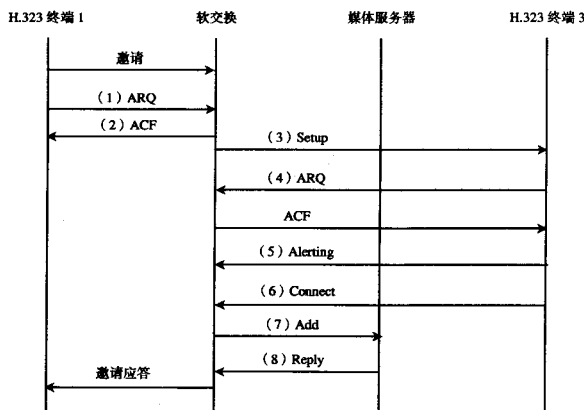 H.323 终端 1 软交换 媒体服务器 H.323 终端 3
邀请
（1）ARQ
（2）ACF
（3）Setup
（4）ARQ
ACF
（5）Alerting
（6）Connect
（7）Add
（8）Reply
邀请应答